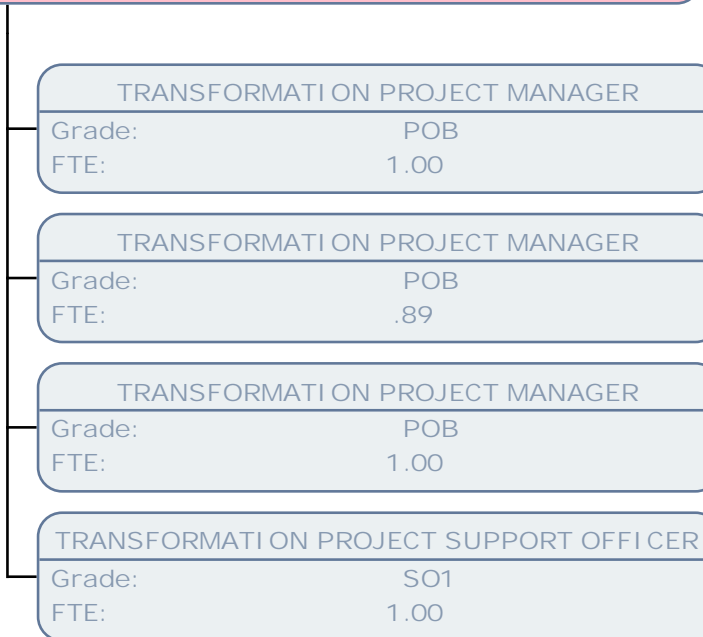 TRANSFORMATION PROJECT MANAGER
Grade: POB
FTE: 1.00
TRANSFORMATION PROJECT MANAGER
Grade: POB
FTE: .89
TRANSFORMATION PROJECT MANAGER
Grade: POB
FTE: 1.00
TRANSFORMATION PROJECT SUPPORT OFFICER
Grade: SO1
FTE: 1.00